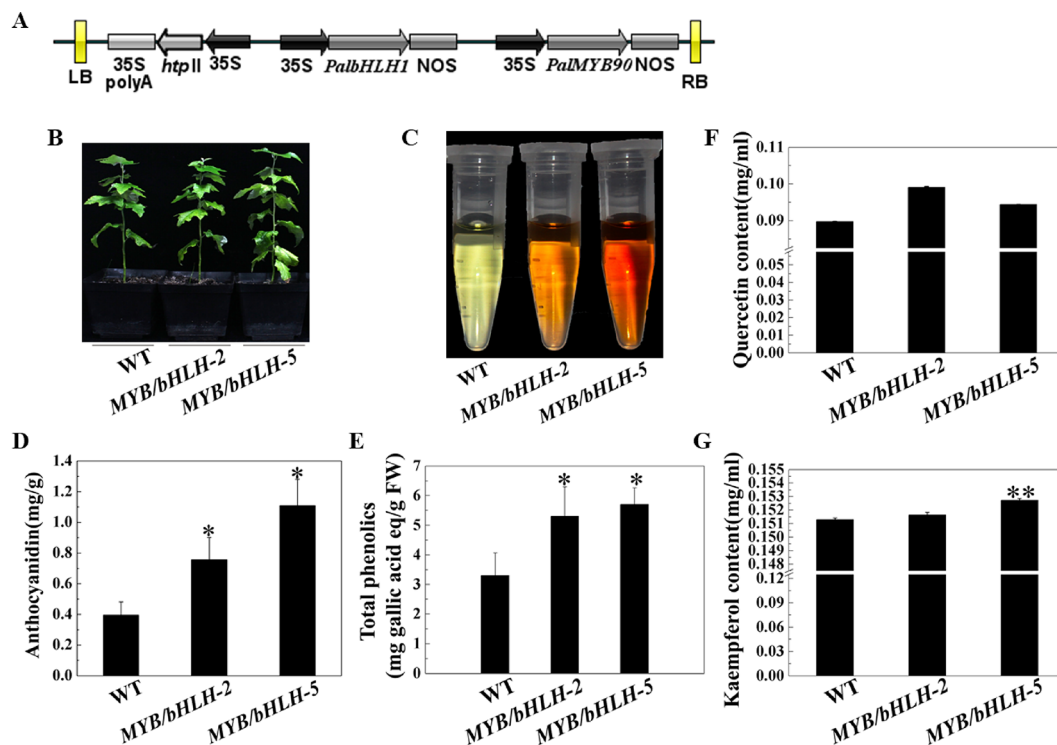 A
LB
35S
polyA
htpII
35S
35S
PalbHLH1
NOS
35S
PalMYB90
NOS
RB
B
WT
MYB/bHLH-2
MYB/bHLH-5
C
WT
MYB/bHLH-2
MYB/bHLH-5
F
Quercetin content(mg/ml)
0.11
0.10
0.09
0.05
0.04
0.03
0.02
0.01
0.00
WT
MYB/bHLH-2
MYB/bHLH-5
D
Anthocyanidin(mg/g)
1.4
1.2
1.0
0.8
0.6
0.4
0.2
0.0
*
*
WT
MYB/bHLH-2
MYB/bHLH-5
E
Total phenolics
(mg gallic acid eq/g FW)
7
6
5
4
3
2
1
0
*
*
WT
MYB/bHLH-2
MYB/bHLH-5
G
Kaempferol content(mg/ml)
0.155
0.154
0.153
0.152
0.151
0.149
0.148
0.12
0.09
0.06
0.03
0.00
**
WT
MYB/bHLH-2
MYB/bHLH-5